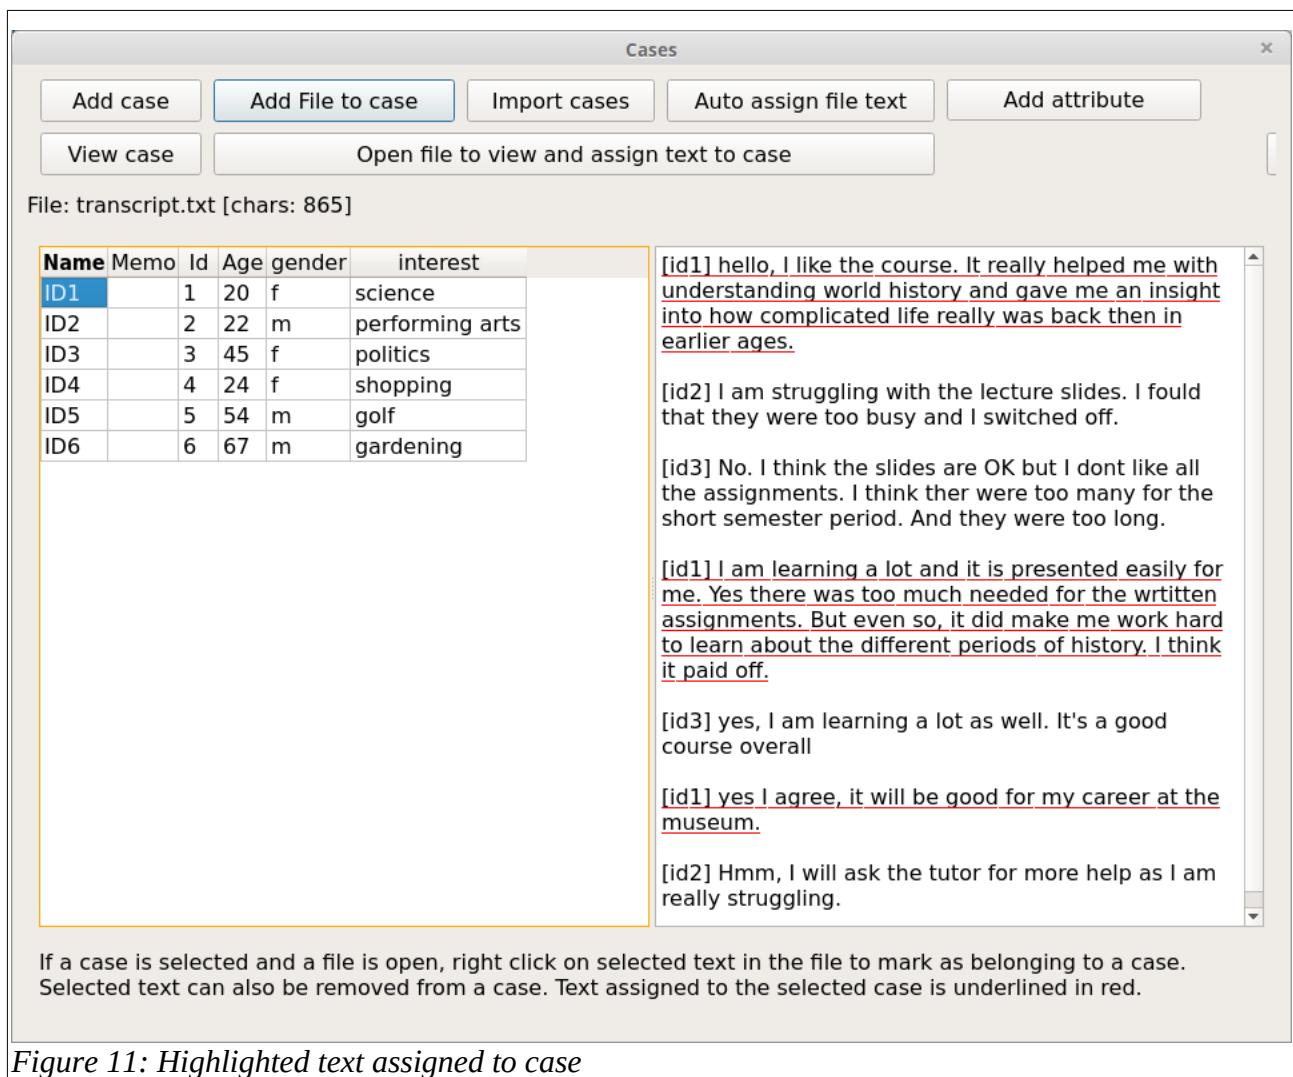 Cases
Add case Add File to case Import cases Auto assign file text Add attribute
View case Open file to view and assign text to case
File: transcript.txt [chars: 865]
Name Memo Id Age gender interest
ID1 1 20 f science
ID2 2 22 m performing arts
ID3 3 45 f politics
ID4 4 24 f shopping
ID5 5 54 m golf
ID6 6 67 m gardening
[id1] hello, I like the course. It really helped me with
understanding world history and gave me an insight
into how complicated life really was back then in
earlier ages.
[id2] I am struggling with the lecture slides. I fould
that they were too busy and I switched off.
[id3] No. I think the slides are OK but I dont like all
the assignments. I think ther were too many for the
short semester period. And they were too long.
[id1] I am learning a lot and it is presented easily for
me. Yes there was too much needed for the wrtitten
assignments. But even so, it did make me work hard
to learn about the different periods of history. I think
it paid off.
[id3] yes, I am learning a lot as well. It's a good
course overall
[id1] yes I agree, it will be good for my career at the
museum.
[id2] Hmm, I will ask the tutor for more help as I am
really struggling.
If a case is selected and a file is open, right click on selected text in the file to mark as belonging to a case.
Selected text can also be removed from a case. Text assigned to the selected case is underlined in red.
Figure 11: Highlighted text assigned to case